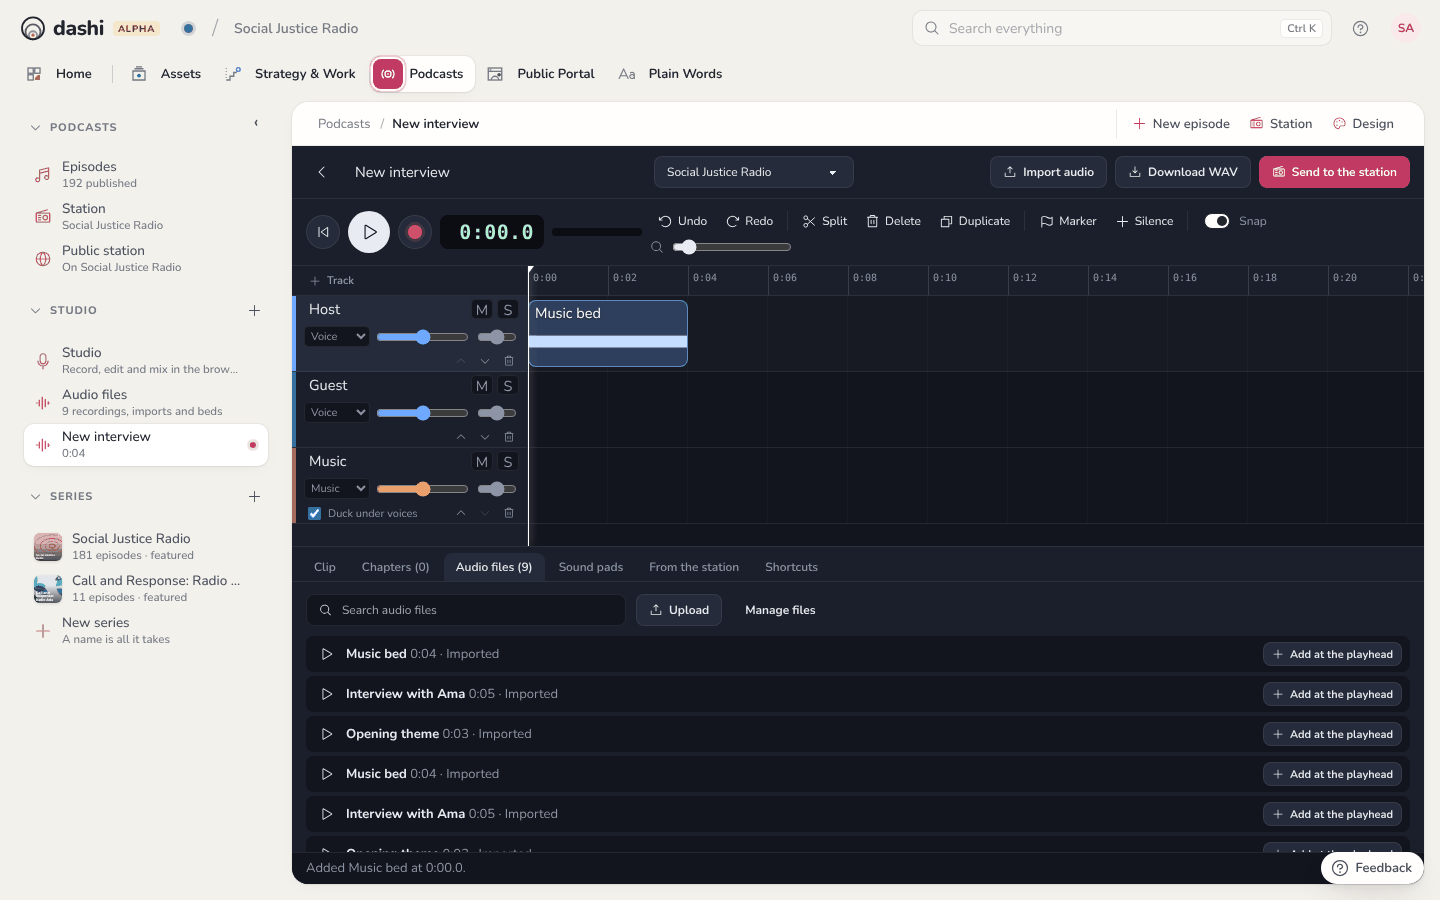 dashi ALPHA / Social Justice Radio
Search everything Ctrl K
SA
Home Assets Strategy & Work Podcasts Public Portal Aa Plain Words
PODCASTS
Episodes
192 published
Station
Social Justice Radio
Public station
On Social Justice Radio
STUDIO
Studio
Record, edit and mix in the brow...
Audio files
9 recordings, imports and beds
New interview
0:04
SERIES
Social Justice Radio
181 episodes · featured
Call and Response: Radio ...
11 episodes · featured
New series
A name is all it takes
Podcasts / New interview
New episode Station Design
New interview
Social Justice Radio
Import audio Download WAV Send to the station
0:00.0
Undo Redo Split Delete Duplicate Marker Silence Snap
Track
0:00 0:02 0:04 0:06 0:08 0:10 0:12 0:14 0:16 0:18 0:20 0:
Host M S
Voice
Music bed
Guest M S
Voice
Music M S
Music
Duck under voices
Clip Chapters (0) Audio files (9) Sound pads From the station Shortcuts
Search audio files Upload Manage files
Music bed 0:04 · Imported Add at the playhead
Interview with Ama 0:05 · Imported Add at the playhead
Opening theme 0:03 · Imported Add at the playhead
Music bed 0:04 · Imported Add at the playhead
Interview with Ama 0:05 · Imported Add at the playhead
Added Music bed at 0:00.0.
Feedback